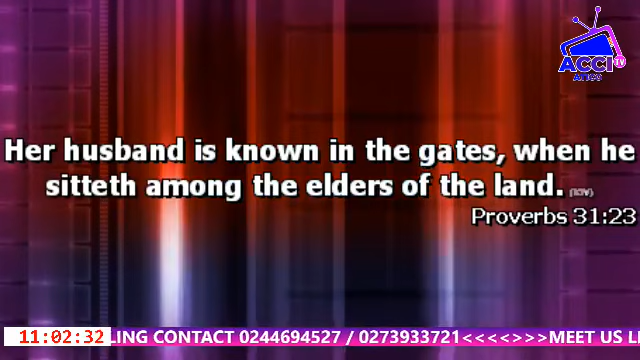 ACCI TV
Her husband is known in the gates, when he
sitteth among the elders of the land. (KJV)
Proverbs 31:23
11:02:32 LING CONTACT 0244694527 / 0273933721<<<<>>>>MEET US LI